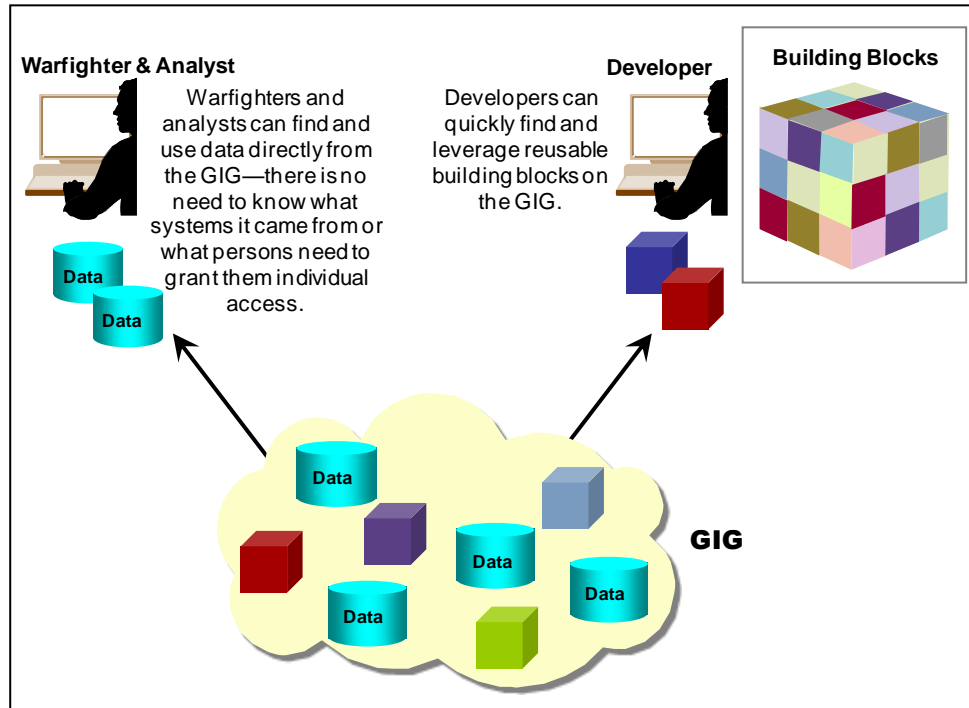 Warfighter & Analyst
Warfighters and
analysts can find and
use data directly from
the GIG—there is no
need to know what
systems it came from or
what persons need to
grant them individual
access.
Data
Data
Developer
Developers can
quickly find and
leverage reusable
building blocks on
the GIG.
Building Blocks
Data
Data
Data
Data
GIG